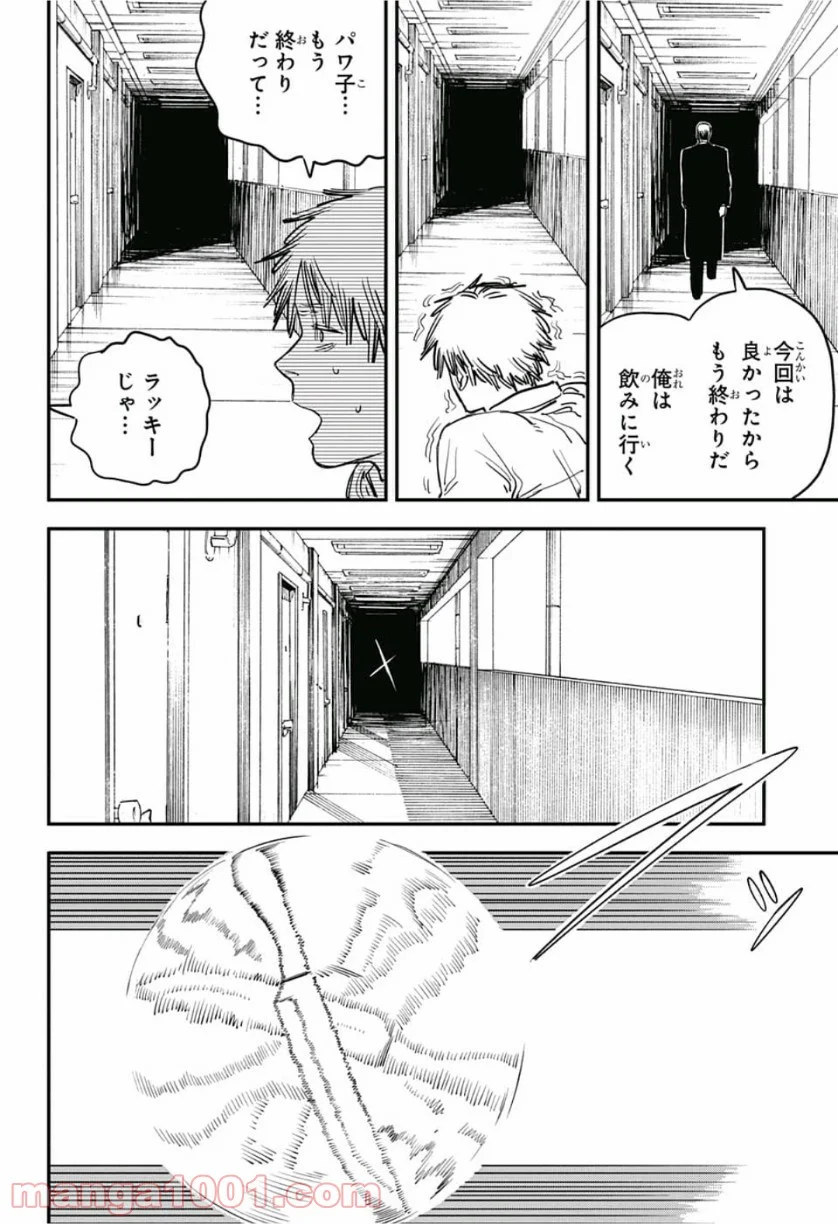 今回は
良かったから
もう終わりだ
俺は
飲みに行く
パワ子…
もう
終わり
だって…
ラッキー
じゃ…
ノ
manga1001.com